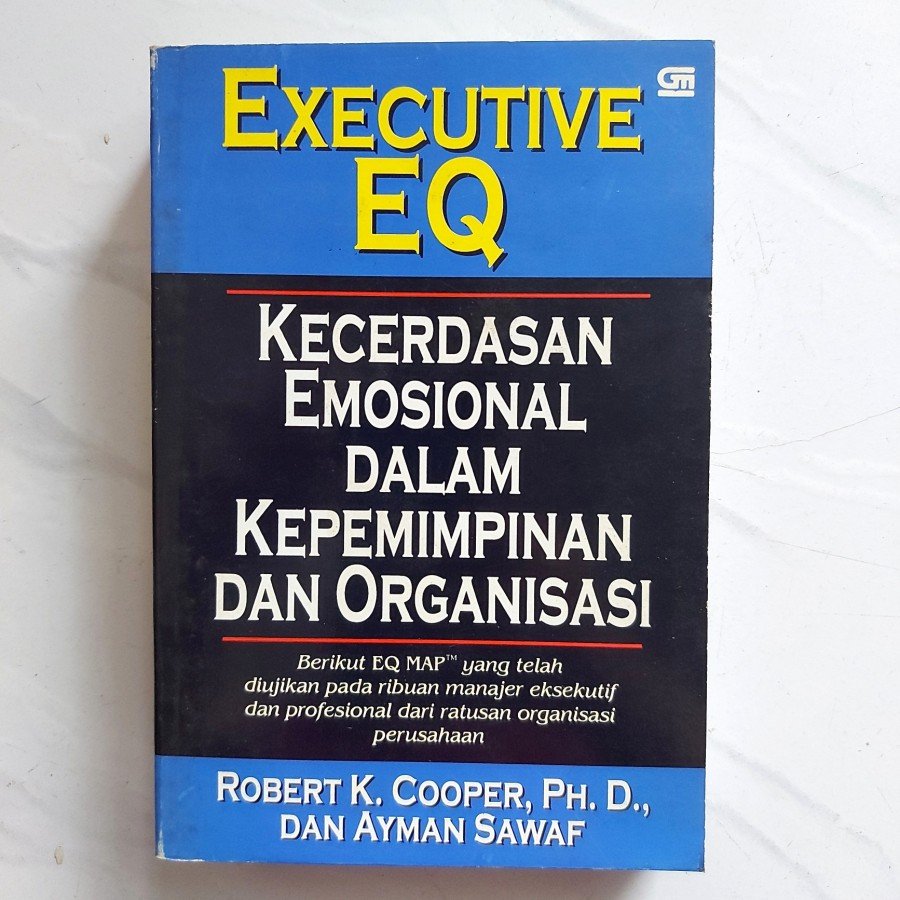 EXECUTIVE
EQ
GM
KECERDASAN
EMOSIONAL
DALAM
KEPEMIMPINAN
DAN ORGANISASI
Berikut EQ MAP™ yang telah
diujikan pada ribuan manajer eksekutif
dan profesional dari ratusan organisasi
perusahaan
ROBERT K. COOPER, PH. D.,
DAN AYMAN SAWAF